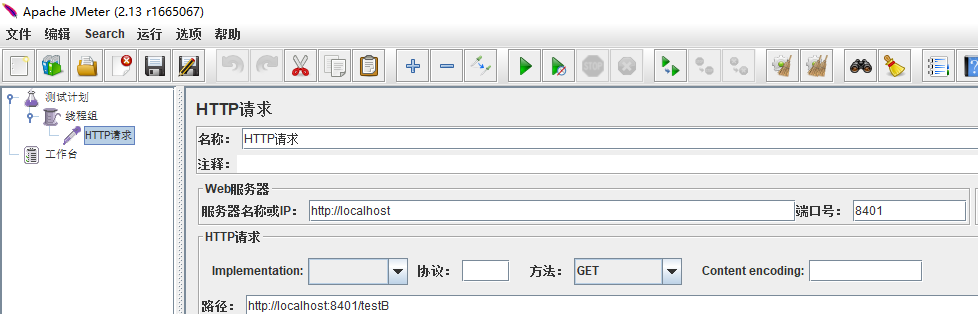 Apache JMeter (2.13 r1665067)
文件 编辑 Search 运行 选项 帮助
测试计划
线程组
HTTP请求
工作台
HTTP请求
名称： HTTP请求
注释：
Web服务器
服务器名称或IP： http://localhost 端口号： 8401
HTTP请求
Implementation: 协议： 方法： GET Content encoding:
路径： http://localhost:8401/testB